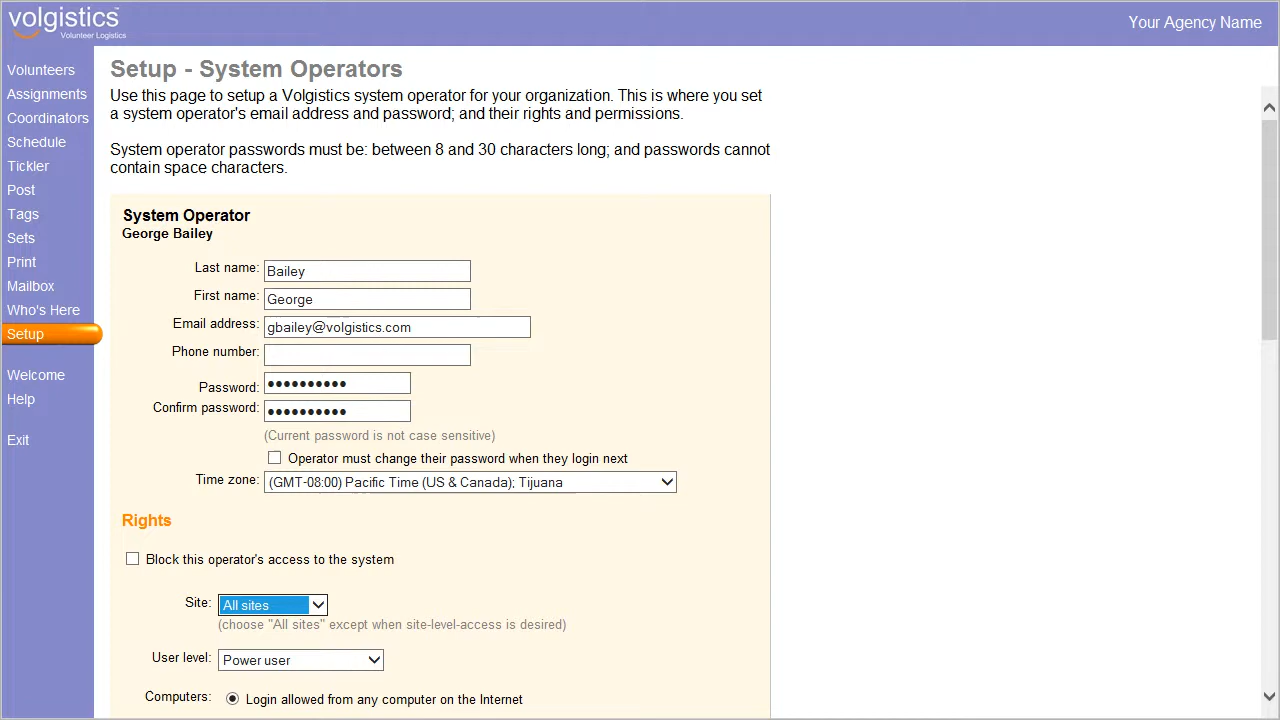 volgistics
Volunteer Logistics
Your Agency Name
Volunteers
Assignments
Coordinators
Schedule
Tickler
Post
Tags
Sets
Print
Mailbox
Who's Here
Setup
Welcome
Help
Exit
Setup - System Operators
Use this page to setup a Volgistics system operator for your organization. This is where you set
a system operator's email address and password; and their rights and permissions.
System operator passwords must be: between 8 and 30 characters long; and passwords cannot
contain space characters.
System Operator
George Bailey
Last name: Bailey
First name: George
Email address: gbailey@volgistics.com
Phone number:
Password: ••••••••••
Confirm password: ••••••••••
(Current password is not case sensitive)
Operator must change their password when they login next
Time zone: (GMT-08:00) Pacific Time (US & Canada); Tijuana
Rights
Block this operator's access to the system
Site: All sites
(choose "All sites" except when site-level-access is desired)
User level: Power user
Computers: Login allowed from any computer on the Internet